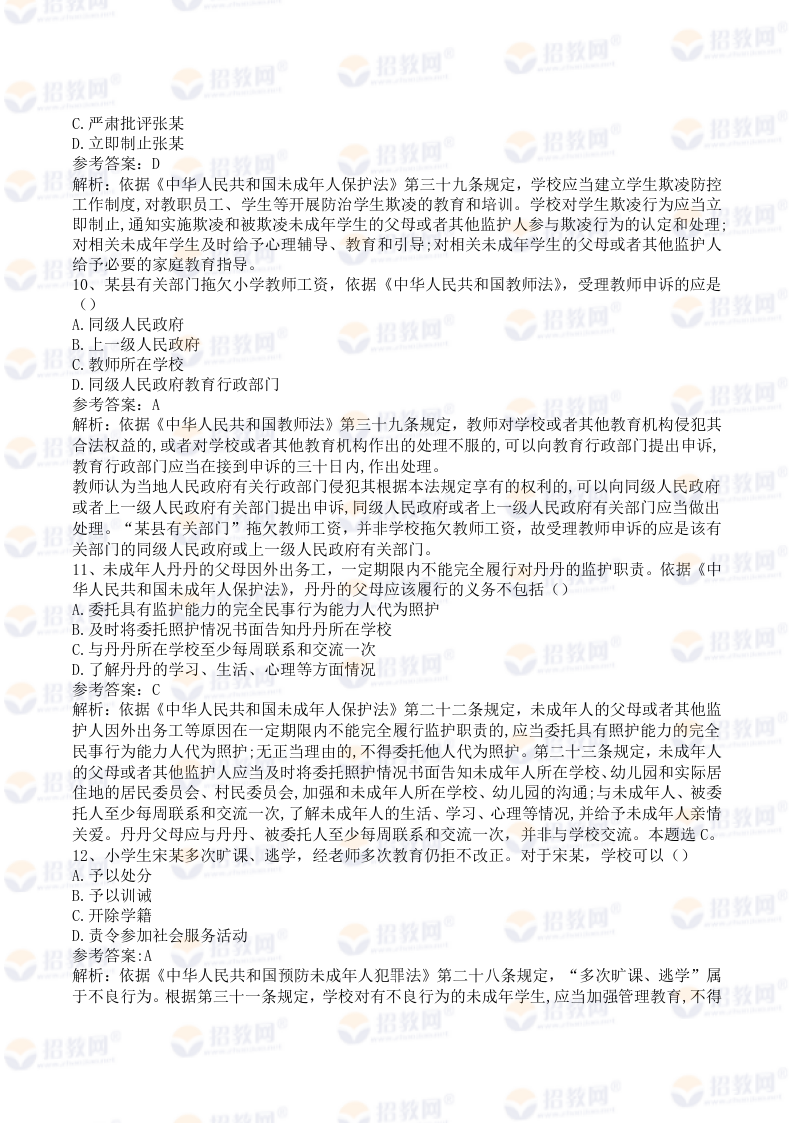 C.严肃批评张某
D.立即制止张某
参考答案：D
解析：依据《中华人民共和国未成年人保护法》第三十九条规定，学校应当建立学生欺凌防控
工作制度,对教职员工、学生等开展防治学生欺凌的教育和培训。学校对学生欺凌行为应当立
即制止,通知实施欺凌和被欺凌未成年学生的父母或者其他监护人参与欺凌行为的认定和处理;
对相关未成年学生及时给予心理辅导、教育和引导;对相关未成年学生的父母或者其他监护人
给予必要的家庭教育指导。
10、某县有关部门拖欠小学教师工资，依据《中华人民共和国教师法》，受理教师申诉的应是
（）
A.同级人民政府
B.上一级人民政府
C.教师所在学校
D.同级人民政府教育行政部门
参考答案：A
解析：依据《中华人民共和国教师法》第三十九条规定，教师对学校或者其他教育机构侵犯其
合法权益的,或者对学校或者其他教育机构作出的处理不服的,可以向教育行政部门提出申诉,
教育行政部门应当在接到申诉的三十日内,作出处理。
教师认为当地人民政府有关行政部门侵犯其根据本法规定享有的权利的,可以向同级人民政府
或者上一级人民政府有关部门提出申诉,同级人民政府或者上一级人民政府有关部门应当做出
处理。“某县有关部门”拖欠教师工资，并非学校拖欠教师工资，故受理教师申诉的应是该有
关部门的同级人民政府或上一级人民政府有关部门。
11、未成年人丹丹的父母因外出务工，一定期限内不能完全履行对丹丹的监护职责。依据《中
华人民共和国未成年人保护法》，丹丹的父母应该履行的义务不包括（）
A.委托具有监护能力的完全民事行为能力人代为照护
B.及时将委托照护情况书面告知丹丹所在学校
C.与丹丹所在学校至少每周联系和交流一次
D.了解丹丹的学习、生活、心理等方面情况
参考答案：C
解析：依据《中华人民共和国未成年人保护法》第二十二条规定，未成年人的父母或者其他监
护人因外出务工等原因在一定期限内不能完全履行监护职责的,应当委托具有照护能力的完全
民事行为能力人代为照护;无正当理由的,不得委托他人代为照护。第二十三条规定，未成年人
的父母或者其他监护人应当及时将委托照护情况书面告知未成年人所在学校、幼儿园和实际居
住地的居民委员会、村民委员会,加强和未成年人所在学校、幼儿园的沟通;与未成年人、被委
托人至少每周联系和交流一次,了解未成年人的生活、学习、心理等情况,并给予未成年人亲情
关爱。丹丹父母应与丹丹、被委托人至少每周联系和交流一次，并非与学校交流。本题选C。
12、小学生宋某多次旷课、逃学，经老师多次教育仍拒不改正。对于宋某，学校可以（）
A.予以处分
B.予以训诫
C.开除学籍
D.责令参加社会服务活动
参考答案:A
解析：依据《中华人民共和国预防未成年人犯罪法》第二十八条规定，“多次旷课、逃学”属
于不良行为。根据第三十一条规定，学校对有不良行为的未成年学生,应当加强管理教育,不得